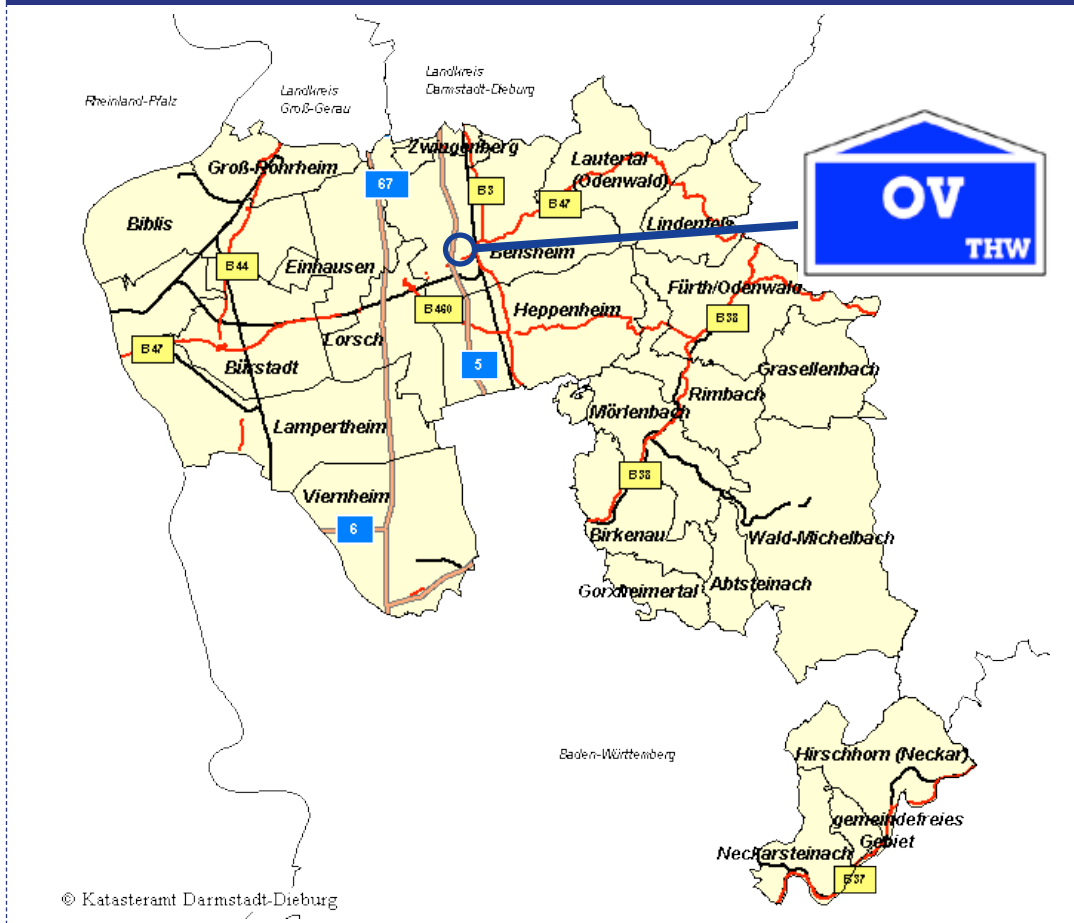 Rheinland-Pfalz
Landkreis
Groß-Gerau
Landkreis
Darmstadt-Dieburg
Zwingenberg
Groß-Rohrheim
Lautertal
(Odenwald)
67
B3
B47
OV
THW
Biblis
Lindenfels
Bensheim
Einhausen
B44
Fürth/Odenwald
B460
Heppenheim
B38
Lorsch
B47
Bürstadt
5
Grasellenbach
Rimbach
Mörlenbach
Lampertheim
B38
Viernheim
6
Birkenau
Wald-Michelbach
Abtsteinach
Gorxheimertal
Baden-Württemberg
Hirschhorn (Neckar)
gemeindefreies
Gebiet
Neckarsteinach
B37
© Katasteramt Darmstadt-Dieburg